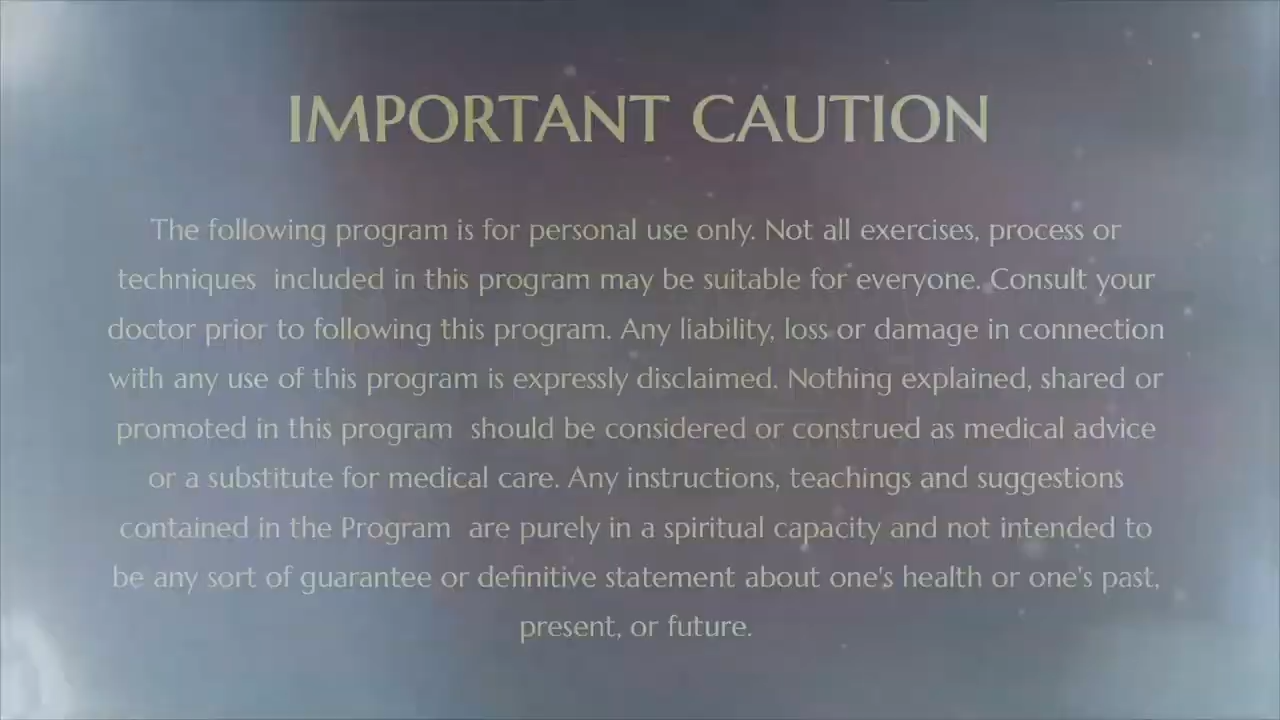 IMPORTANT CAUTION
The following program is for personal use only. Not all exercises, process or
techniques  included in this program may be suitable for everyone. Consult your
doctor prior to following this program. Any liability, loss or damage in connection
with any use of this program is expressly disclaimed. Nothing explained, shared or
promoted in this program  should be considered or construed as medical advice
or a substitute for medical care. Any instructions, teachings and suggestions
contained in the Program  are purely in a spiritual capacity and not intended to
be any sort of guarantee or definitive statement about one's health or one's past,
present, or future.